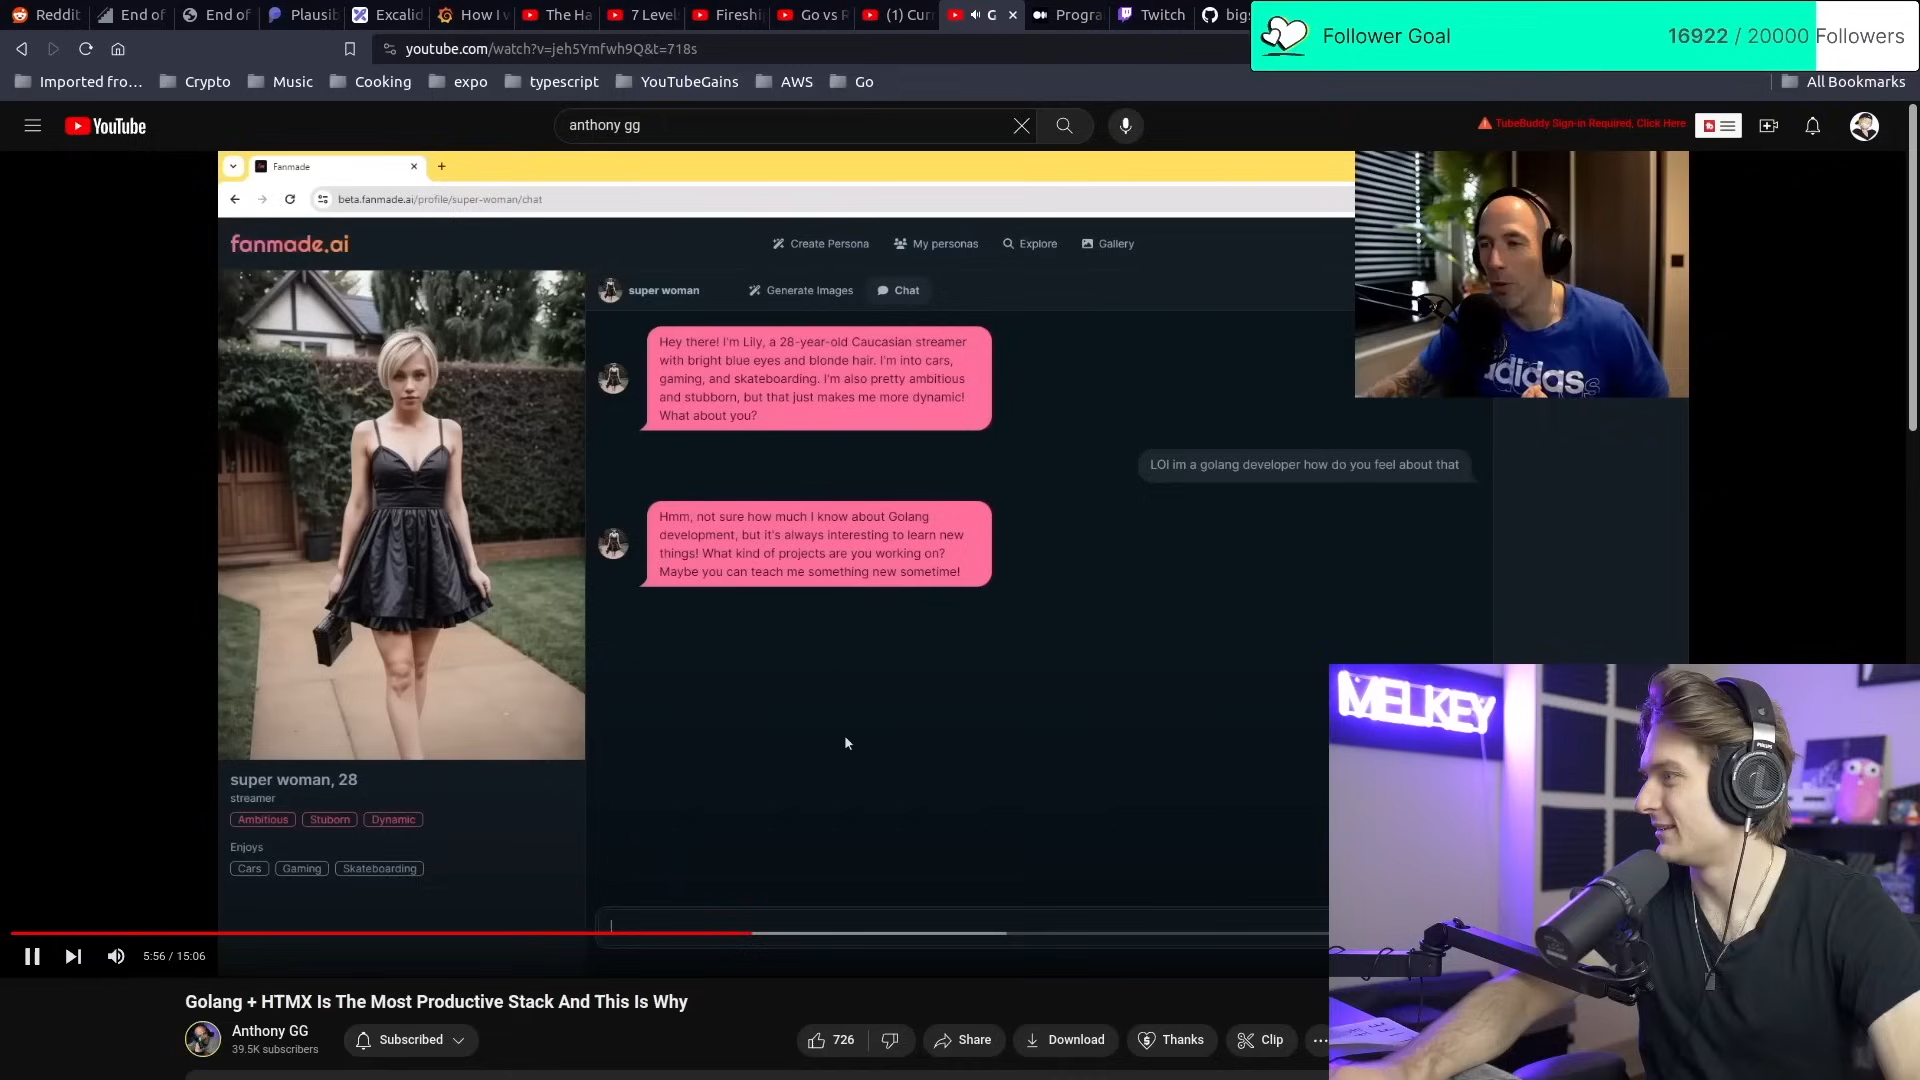 Reddit
End of
End of
Plausib
Excalid
How I v
The Ha
7 Level
Fireshi
Go vs R
(1) Curr
G
Progra
Twitch
bigs
Follower Goal
16922 / 20000 Followers
youtube.com/watch?v=jeh5Ymfwh9Q&t=718s
Imported fro...
Crypto
Music
Cooking
expo
typescript
YouTubeGains
AWS
Go
All Bookmarks
YouTube
anthony gg
TubeBuddy Sign-in Required, Click Here
Fanmade
beta.fanmade.ai/profile/super-woman/chat
fanmade.ai
Create Persona
My personas
Explore
Gallery
super woman
Generate Images
Chat
Hey there! I'm Lily, a 28-year-old Caucasian streamer
with bright blue eyes and blonde hair. I'm into cars,
gaming, and skateboarding. I'm also pretty ambitious
and stubborn, but that just makes me more dynamic!
What about you?
LOl im a golang developer how do you feel about that
Hmm, not sure how much I know about Golang
development, but it's always interesting to learn new
things! What kind of projects are you working on?
Maybe you can teach me something new sometime!
adidas
super woman, 28
streamer
Ambitious
Stuborn
Dynamic
Enjoys
Cars
Gaming
Skateboarding
MELKEY
PHILIPS
5:56 / 15:06
Golang + HTMX Is The Most Productive Stack And This Is Why
Anthony GG
39.5K subscribers
Subscribed
726
Share
Download
Thanks
Clip
...